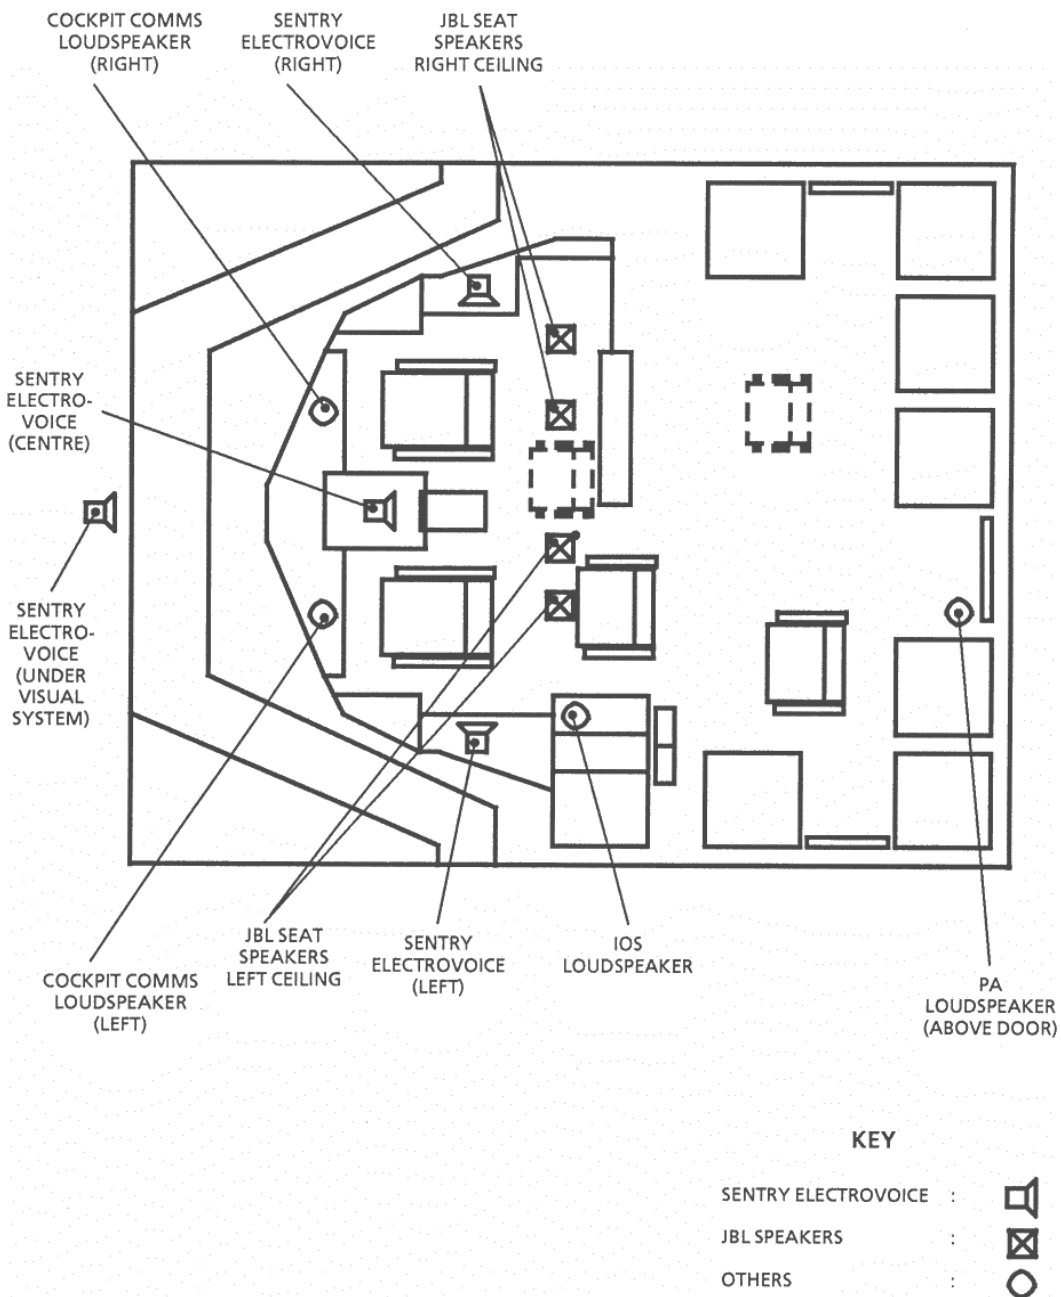 COCKPIT COMMS
LOUDSPEAKER
(RIGHT)
SENTRY
ELECTROVOICE
(RIGHT)
JBL SEAT
SPEAKERS
RIGHT CEILING
SENTRY
ELECTRO-
VOICE
(CENTRE)
SENTRY
ELECTRO-
VOICE
(UNDER
VISUAL
SYSTEM)
COCKPIT COMMS
LOUDSPEAKER
(LEFT)
JBL SEAT
SPEAKERS
LEFT CEILING
SENTRY
ELECTROVOICE
(LEFT)
IOS
LOUDSPEAKER
PA
LOUDSPEAKER
(ABOVE DOOR)
KEY
SENTRY ELECTROVOICE :
JBL SPEAKERS :
OTHERS :